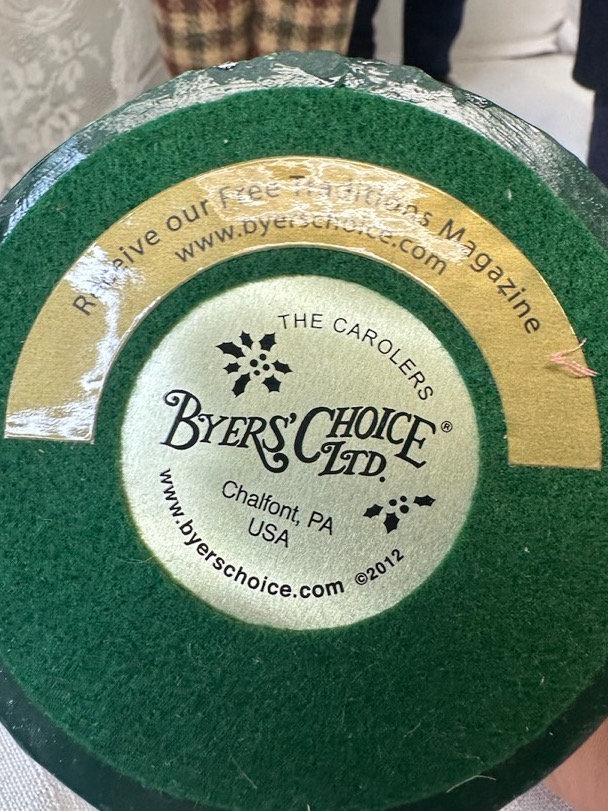 Receive our Free Traditions Magazine
www.byerschoice.com
THE CAROLERS
BYERS' CHOICE ®
LTD.
Chalfont, PA
USA
www.byerschoice.com ©2012